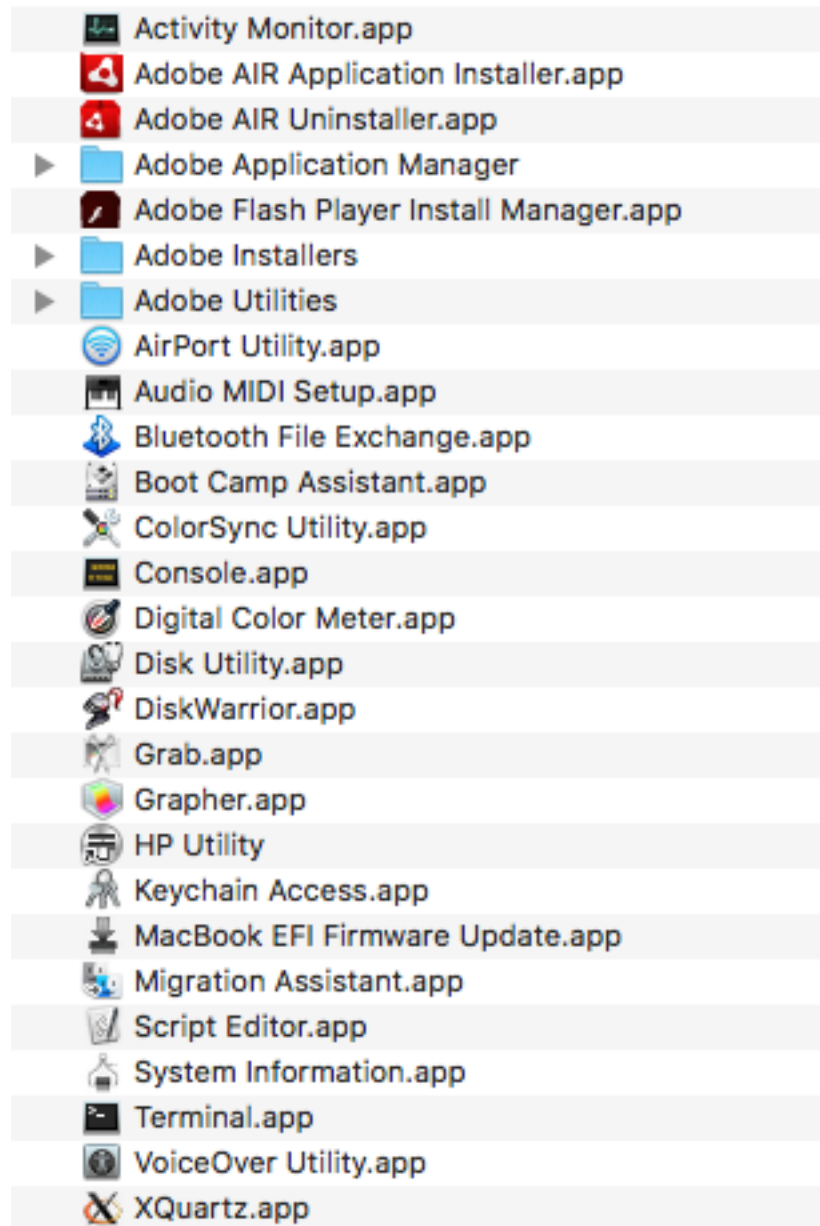 Activity Monitor.app
Adobe AIR Application Installer.app
Adobe AIR Uninstaller.app
Adobe Application Manager
Adobe Flash Player Install Manager.app
Adobe Installers
Adobe Utilities
AirPort Utility.app
Audio MIDI Setup.app
Bluetooth File Exchange.app
Boot Camp Assistant.app
ColorSync Utility.app
Console.app
Digital Color Meter.app
Disk Utility.app
DiskWarrior.app
Grab.app
Grapher.app
HP Utility
Keychain Access.app
MacBook EFI Firmware Update.app
Migration Assistant.app
Script Editor.app
System Information.app
Terminal.app
VoiceOver Utility.app
XQuartz.app